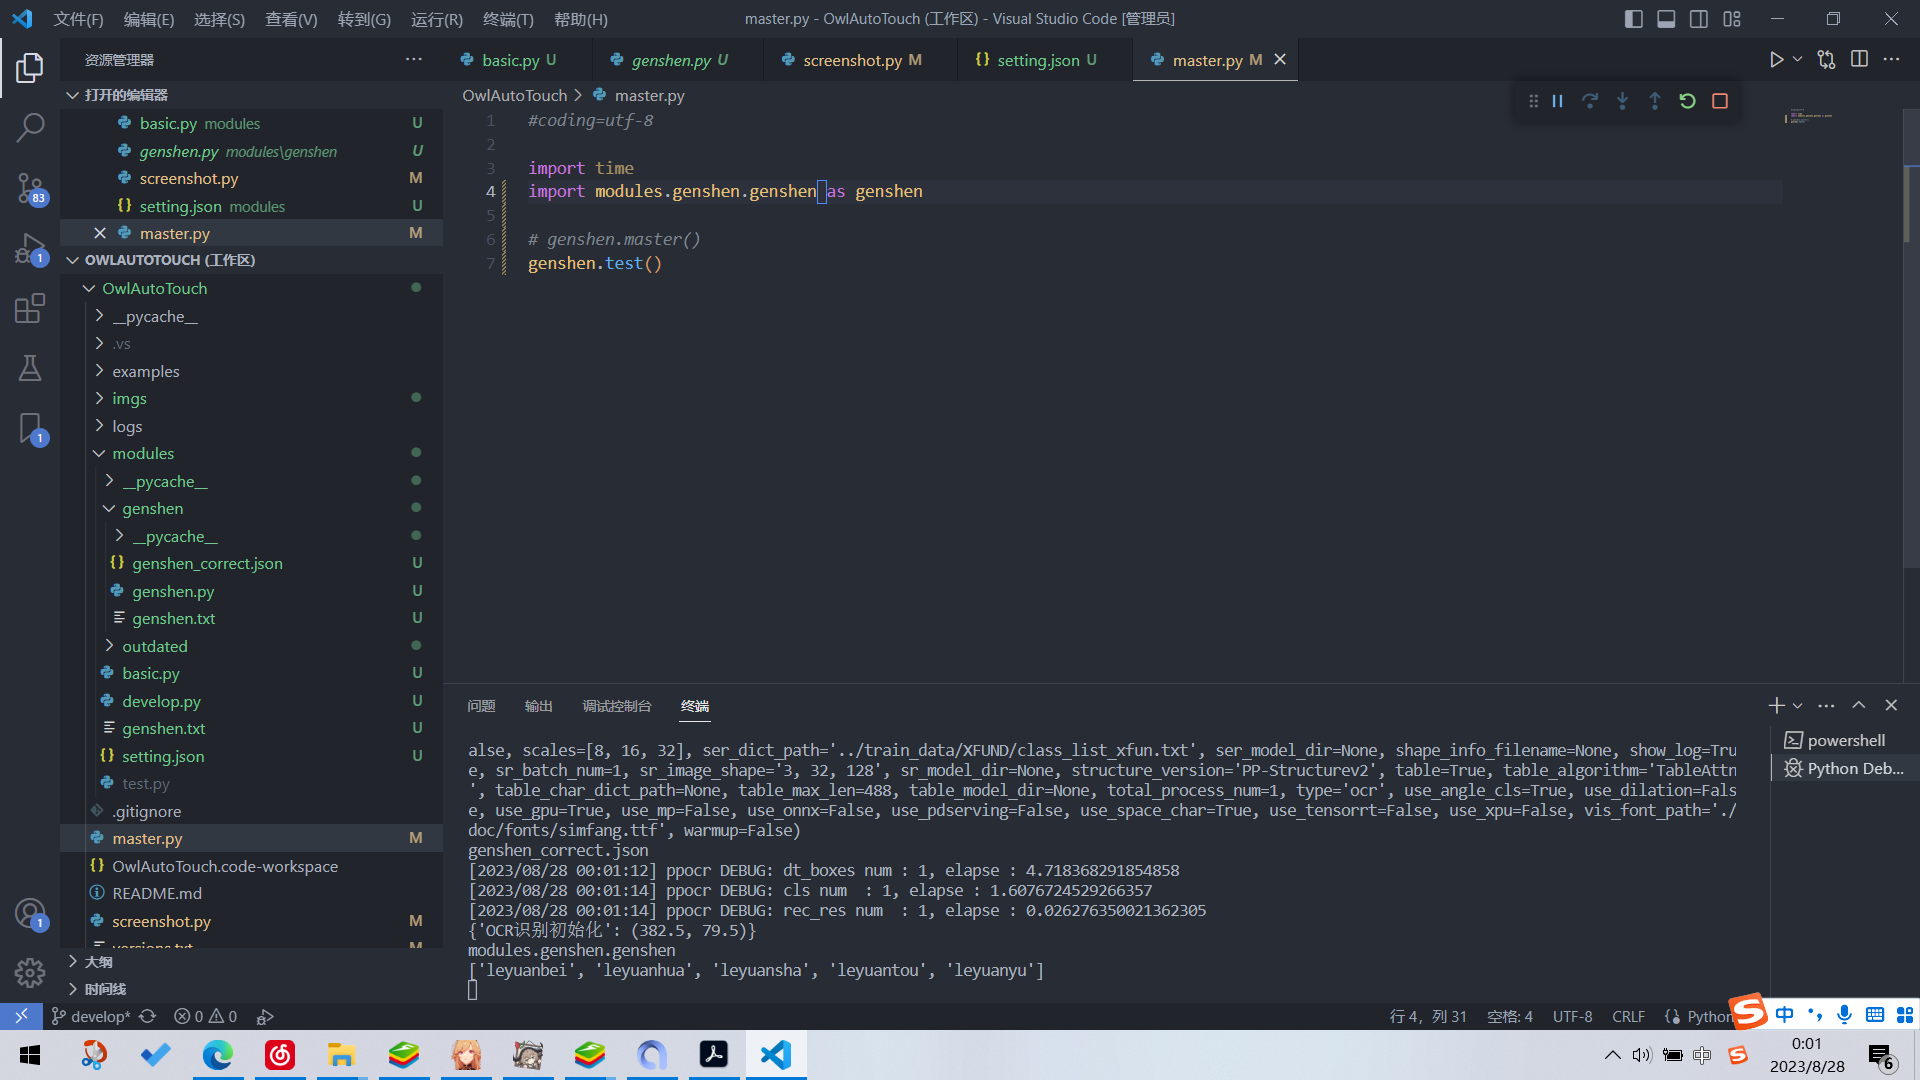 文件(F) 编辑(E) 选择(S) 查看(V) 转到(G) 运行(R) 终端(T) 帮助(H)
master.py - OwlAutoTouch (工作区) - Visual Studio Code [管理员]
资源管理器
basic.py U
genshen.py U
screenshot.py M
setting.json U
master.py M
打开的编辑器
basic.py modules U
genshen.py modules\genshen U
screenshot.py M
setting.json modules U
master.py M
OWLAUTOTOUCH (工作区)
OwlAutoTouch
__pycache__
.vs
examples
imgs
logs
modules
__pycache__
genshen
__pycache__
genshen_correct.json U
genshen.py U
genshen.txt U
outdated
basic.py U
develop.py U
genshen.txt U
setting.json U
test.py
.gitignore
master.py M
OwlAutoTouch.code-workspace
README.md
screenshot.py M
versions.txt M
大纲
时间线
83
1
1
1
OwlAutoTouch > master.py
1 #coding=utf-8
2
3 import time
4 import modules.genshen.genshen as genshen
5
6 # genshen.master()
7 genshen.test()
问题 输出 调试控制台 终端
powershell
Python Deb...
alse, scales=[8, 16, 32], ser_dict_path='../train_data/XFUND/class_list_xfun.txt', ser_model_dir=None, shape_info_filename=None, show_log=Tru
e, sr_batch_num=1, sr_image_shape='3, 32, 128', sr_model_dir=None, structure_version='PP-Structurev2', table=True, table_algorithm='TableAttn
', table_char_dict_path=None, table_max_len=488, table_model_dir=None, total_process_num=1, type='ocr', use_angle_cls=True, use_dilation=Fals
e, use_gpu=True, use_mp=False, use_onnx=False, use_pdserving=False, use_space_char=True, use_tensorrt=False, use_xpu=False, vis_font_path='./
doc/fonts/simfang.ttf', warmup=False)
genshen_correct.json
[2023/08/28 00:01:12] ppocr DEBUG: dt_boxes num : 1, elapse : 4.718368291854858
[2023/08/28 00:01:14] ppocr DEBUG: cls num  : 1, elapse : 1.6076724529266357
[2023/08/28 00:01:14] ppocr DEBUG: rec_res num  : 1, elapse : 0.026276350021362305
{'OCR识别初始化': (382.5, 79.5)}
modules.genshen.genshen
['leyuanbei', 'leyuanhua', 'leyuansha', 'leyuantou', 'leyuanyu']
develop* 0 0
行 4，列 31 空格: 4 UTF-8 CRLF Python
中
中
0:01
2023/8/28
6